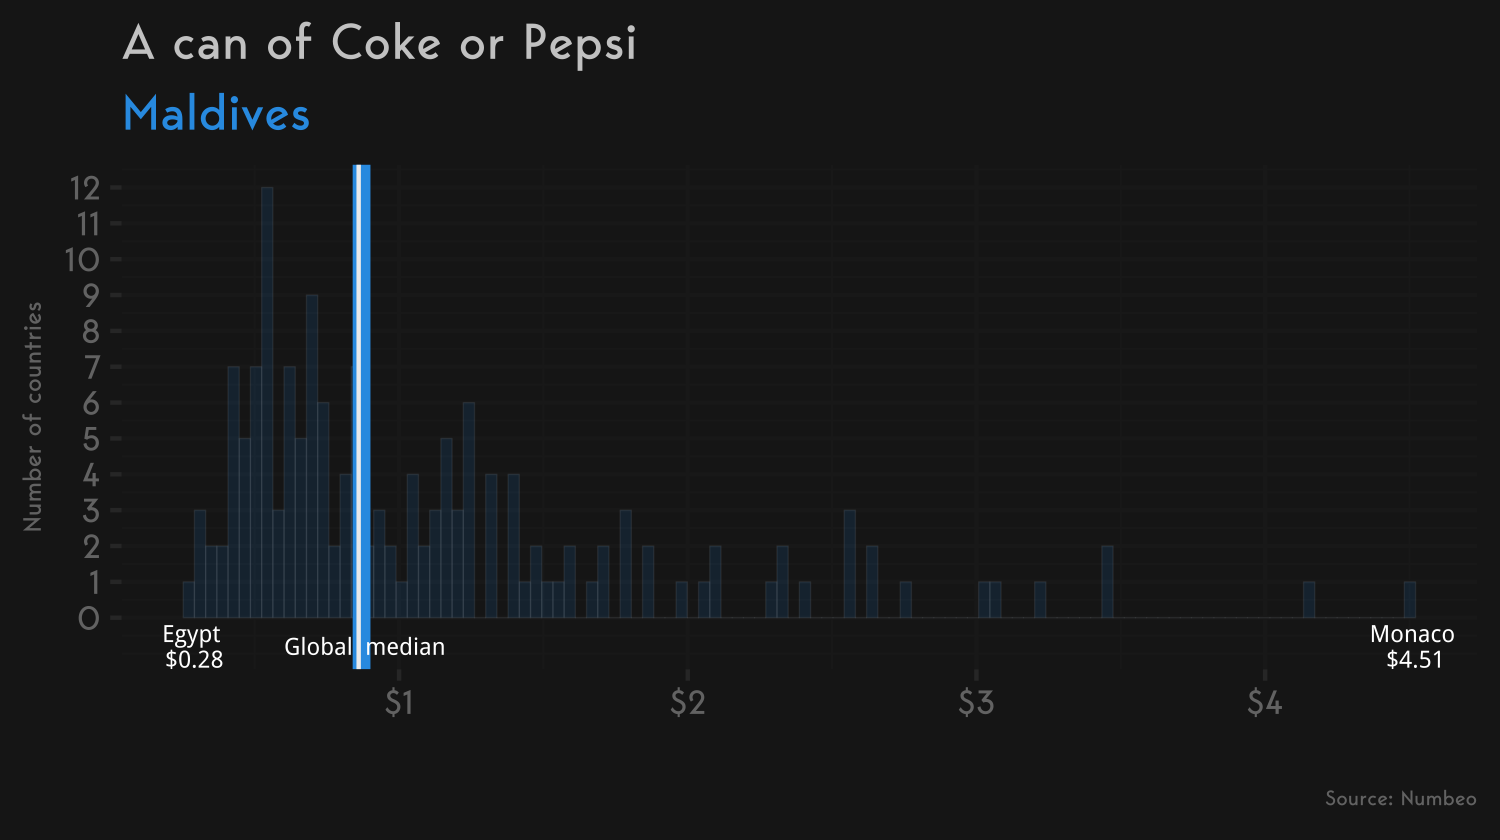 A can of Coke or Pepsi
Maldives
Number of countries
12
11
10
9
8
7
6
5
4
3
2
1
0
Egypt
$0.28
Global median
Monaco
$4.51
$1
$2
$3
$4
Source: Numbeo